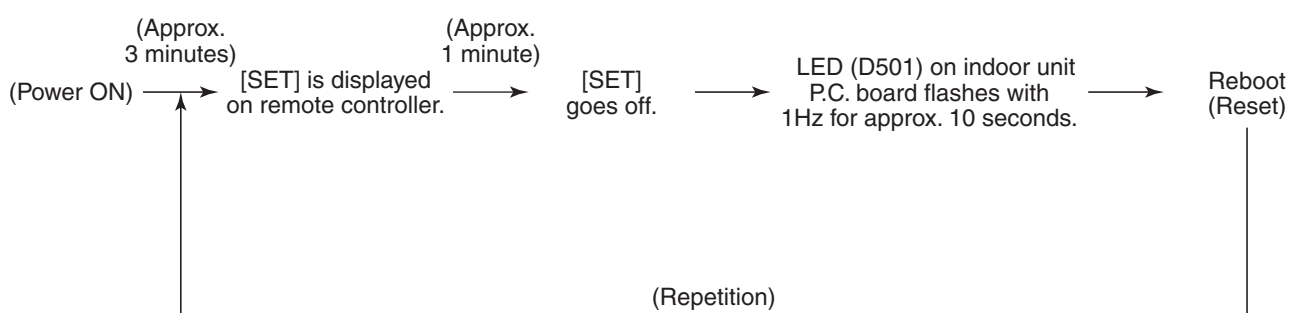 (Power ON)
(Approx.
3 minutes)
[SET] is displayed
on remote controller.
(Approx.
1 minute)
[SET]
goes off.
LED (D501) on indoor unit
P.C. board flashes with
1Hz for approx. 10 seconds.
Reboot
(Reset)
(Repetition)